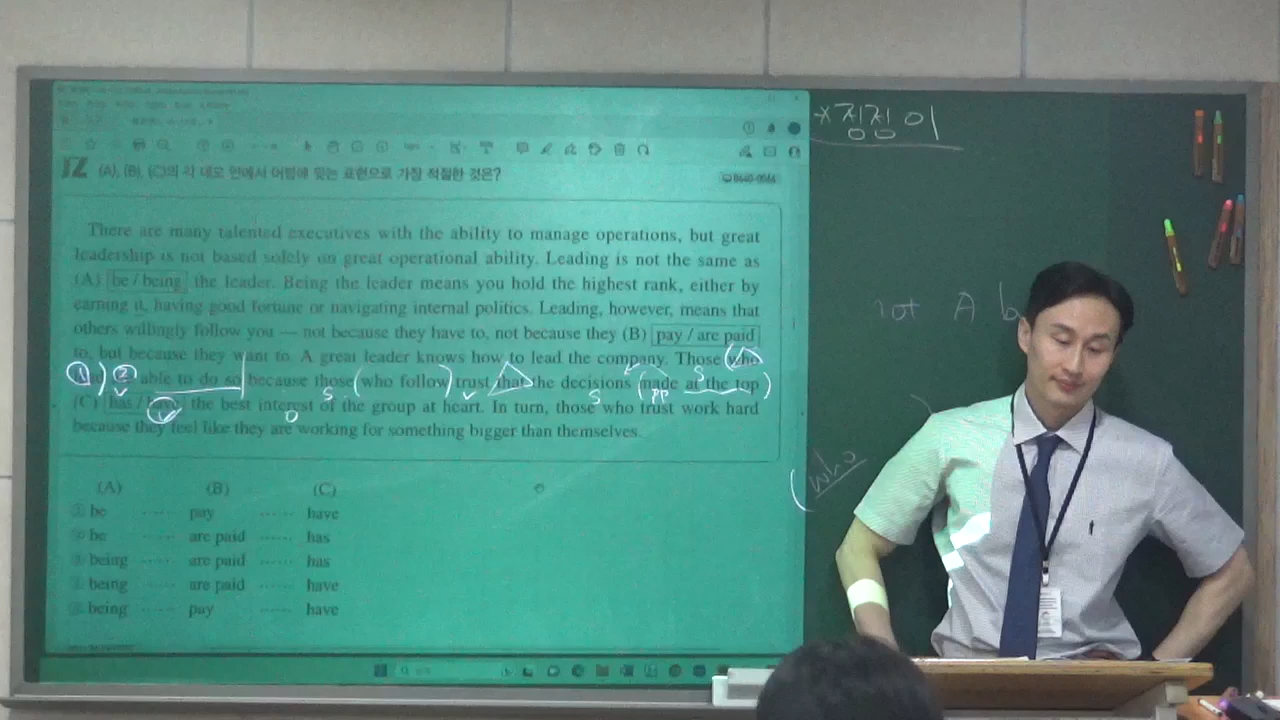 *정정이
12 (A), (B), (C)의 각 네모 안에서 어법에 맞는 표현으로 가장 적절한 것은?
8640-0066
There are many talented executives with the ability to manage operations, but great
leadership is not based solely on great operational ability. Leading is not the same as
(A) be / being the leader. Being the leader means you hold the highest rank, either by
earning it, having good fortune or navigating internal politics. Leading, however, means that
others willingly follow you — not because they have to, not because they (B) pay / are paid
to, but because they want to. A great leader knows how to lead the company. Those who
able to do so because those (who follow) trust that the decisions (made at the top)
(C) has / have the best interest of the group at heart. In turn, those who trust work hard
because they feel like they are working for something bigger than themselves.
① ②
S S S
pp
O
not A b
(who
(A) (B) (C)
① be ...... pay ...... have
② be ...... are paid ...... has
③ being ...... are paid ...... has
④ being ...... are paid ...... have
⑤ being ...... pay ...... have